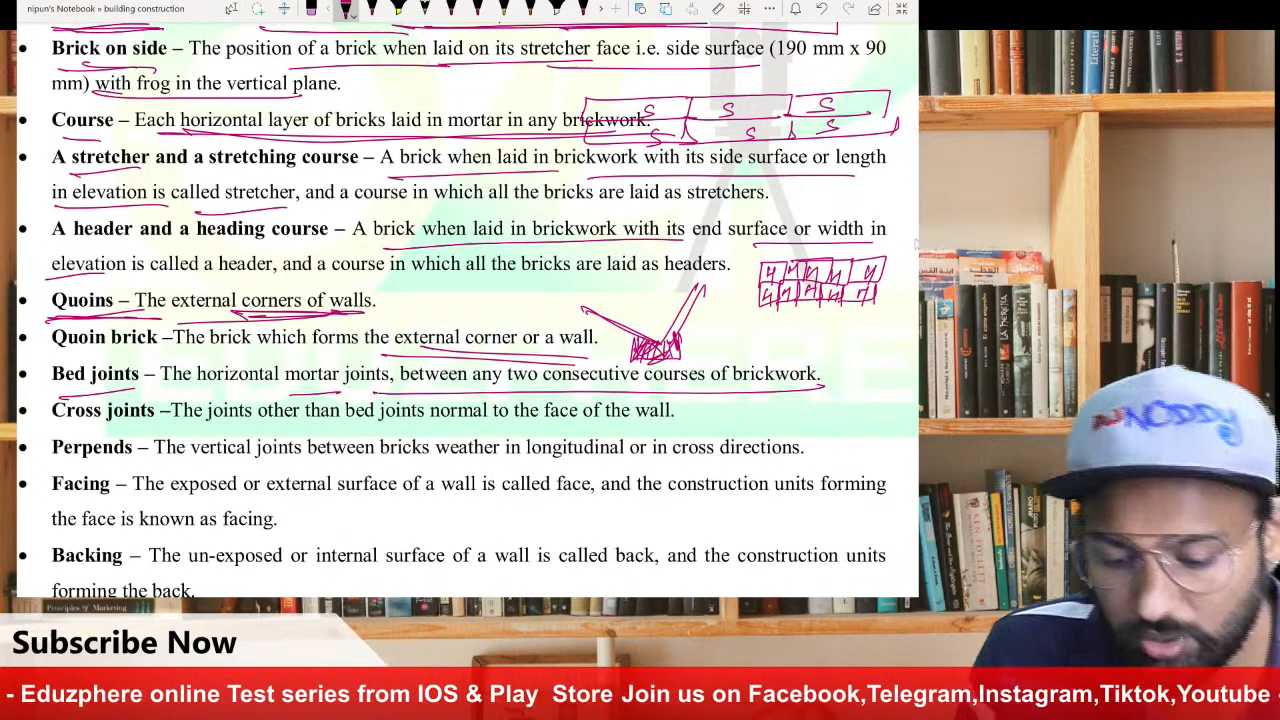 nipun's Notebook » building construction
Brick on side – The position of a brick when laid on its stretcher face i.e. side surface (190 mm x 90
mm) with frog in the vertical plane.
Course – Each horizontal layer of bricks laid in mortar in any brickwork.
S S S
S S S
A stretcher and a stretching course – A brick when laid in brickwork with its side surface or length
in elevation is called stretcher, and a course in which all the bricks are laid as stretchers.
A header and a heading course – A brick when laid in brickwork with its end surface or width in
elevation is called a header, and a course in which all the bricks are laid as headers.
Quoins – The external corners of walls.
Quoin brick –The brick which forms the external corner or a wall.
Bed joints – The horizontal mortar joints, between any two consecutive courses of brickwork.
Cross joints –The joints other than bed joints normal to the face of the wall.
Perpends – The vertical joints between bricks weather in longitudinal or in cross directions.
Facing – The exposed or external surface of a wall is called face, and the construction units forming
the face is known as facing.
Backing – The un-exposed or internal surface of a wall is called back, and the construction units
forming the back.
NODDY
Principles of Marketing
Subscribe Now
- Eduzphere online Test series from IOS & Play Store Join us on Facebook,Telegram,Instagram,Tiktok,Youtube -